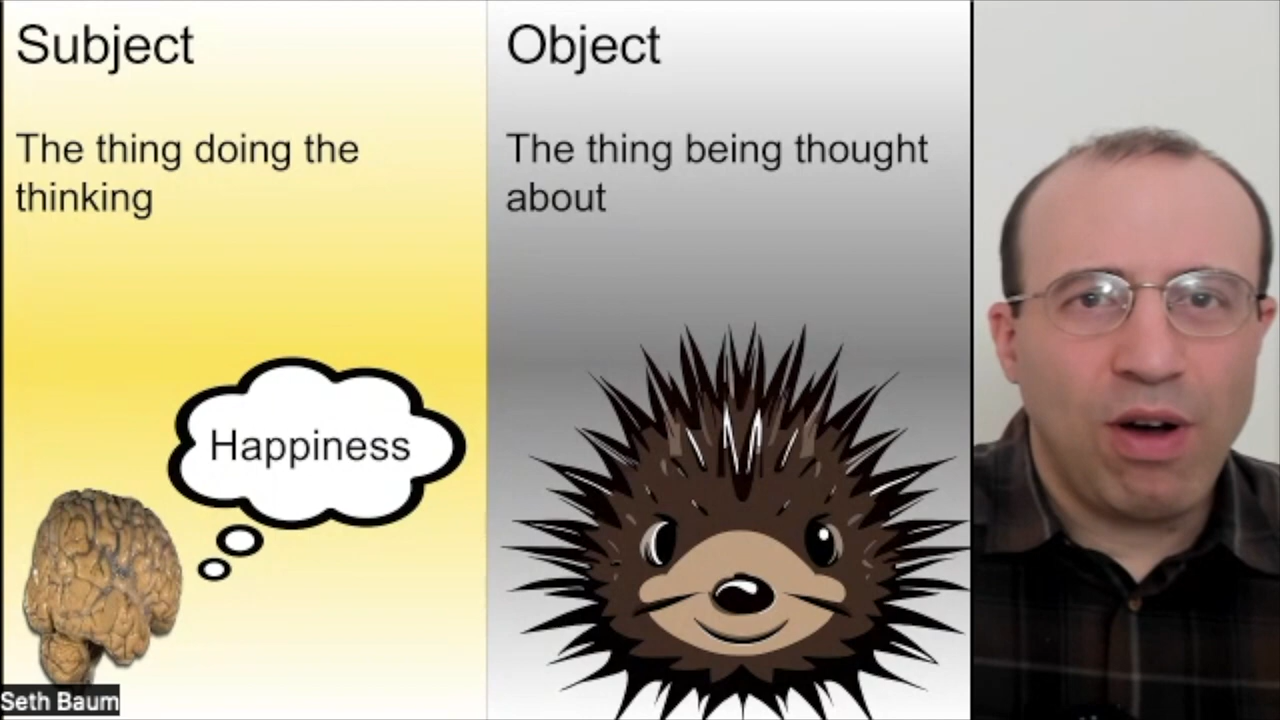 Subject
The thing doing the
thinking
Happiness
Seth Baum
Object
The thing being thought
about